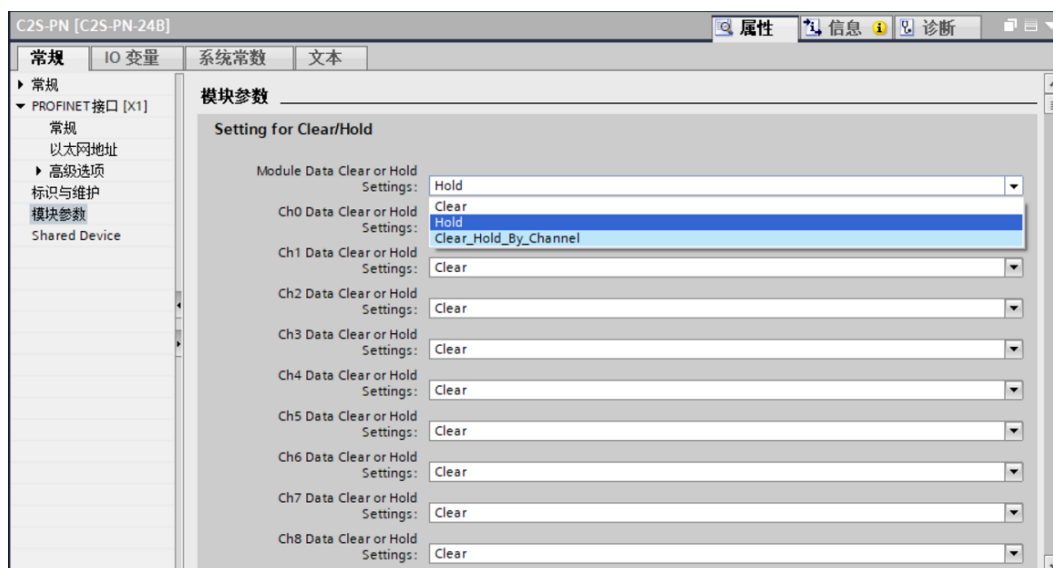 C2S-PN [C2S-PN-24B]
属性
信息
诊断
常规
IO 变量
系统常数
文本
常规
PROFINET接口 [X1]
常规
以太网地址
高级选项
标识与维护
模块参数
Shared Device
模块参数
Setting for Clear/Hold
Module Data Clear or Hold
Settings: Hold
Clear
Ch0 Data Clear or Hold
Hold
Settings:
Clear_Hold_By_Channel
Ch1 Data Clear or Hold
Settings: Clear
Ch2 Data Clear or Hold
Settings: Clear
Ch3 Data Clear or Hold
Settings: Clear
Ch4 Data Clear or Hold
Settings: Clear
Ch5 Data Clear or Hold
Settings: Clear
Ch6 Data Clear or Hold
Settings: Clear
Ch7 Data Clear or Hold
Settings: Clear
Ch8 Data Clear or Hold
Settings: Clear